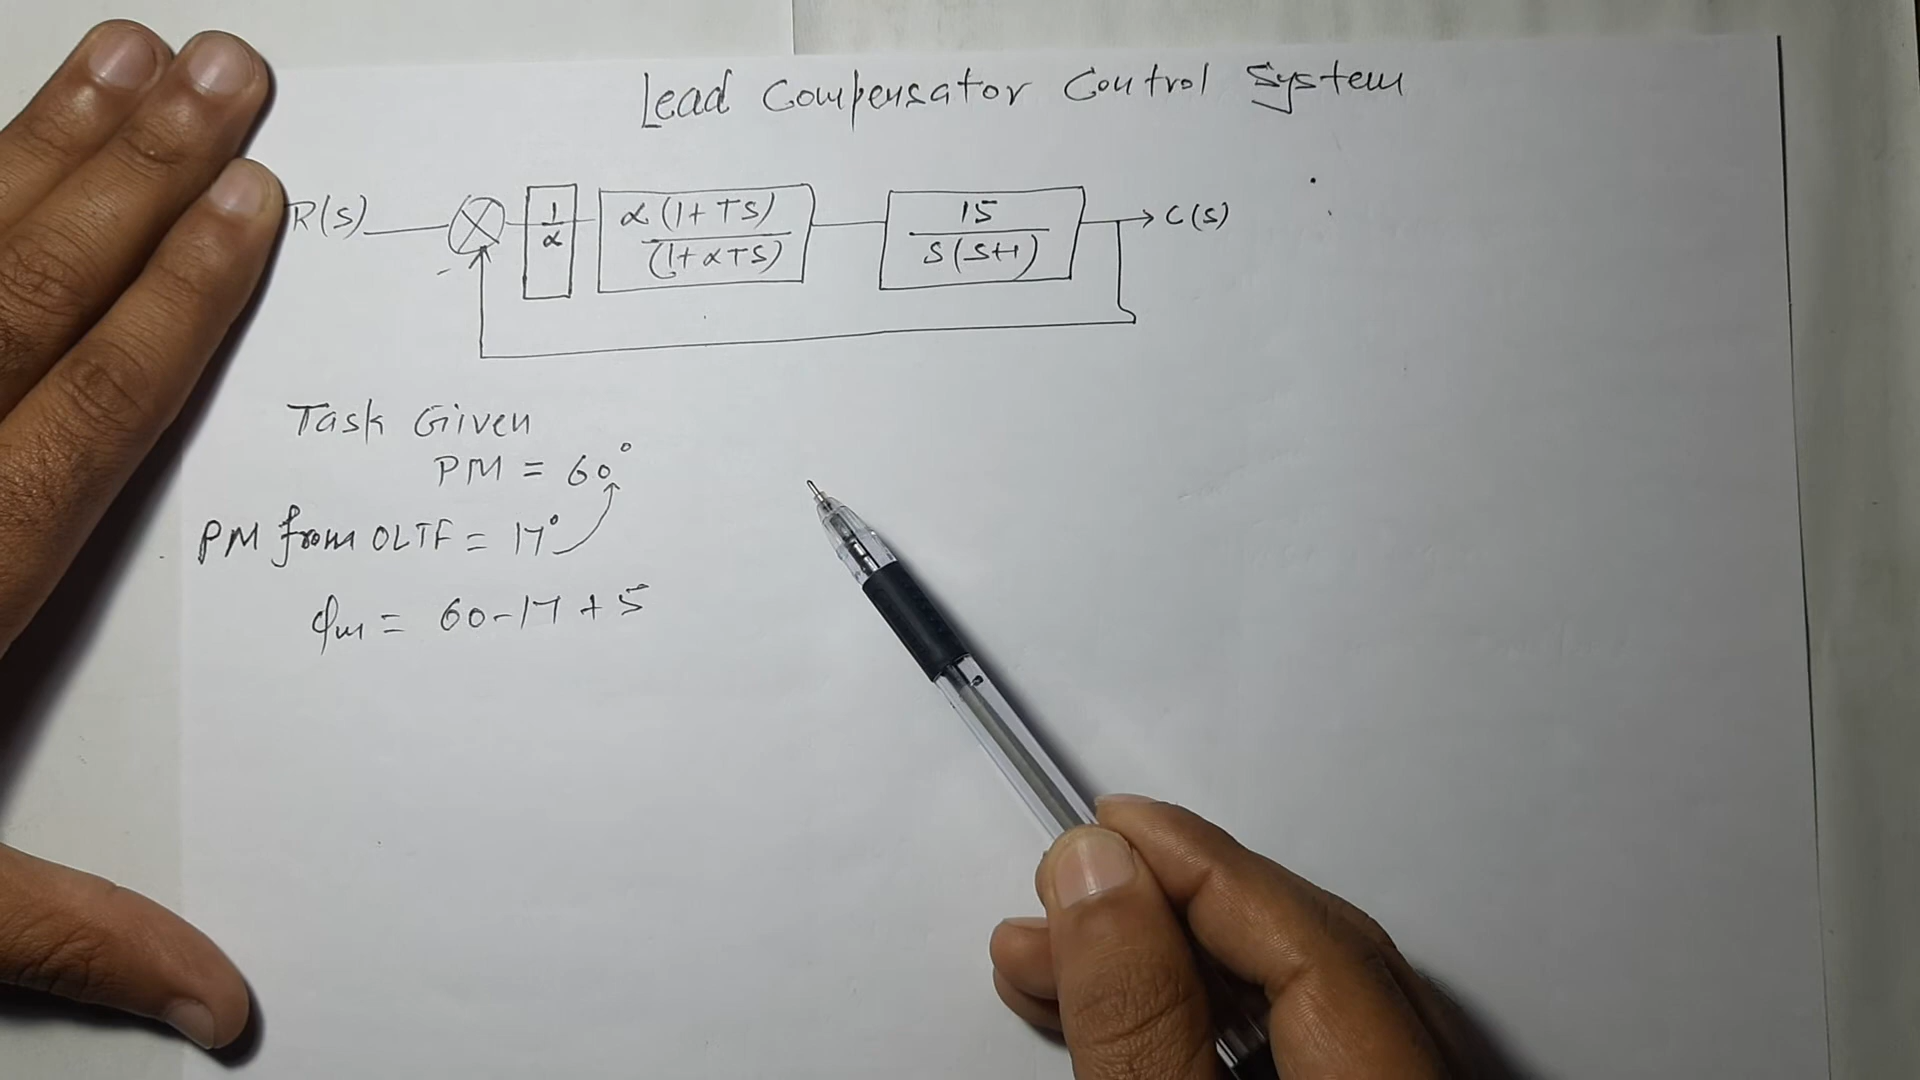 Lead Compensator Control System
R(s) 1/α α(1+TS)/(1+αTS) 15/S(S+1) C(s)
-
Task Given
PM = 60°
PM from OLTF = 17°
φm = 60-17+5